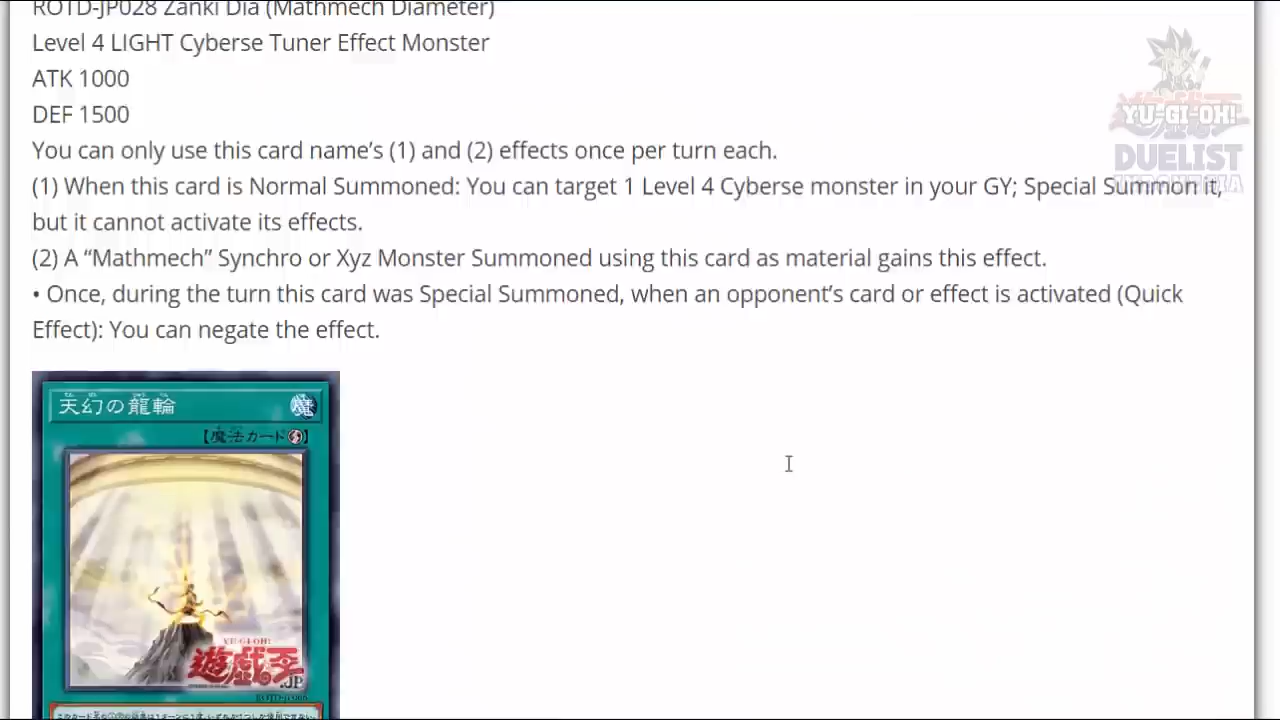 ROTD-JP028 Zanki Dia (Mathmech Diameter)
Level 4 LIGHT Cyberse Tuner Effect Monster
ATK 1000
DEF 1500
You can only use this card name's (1) and (2) effects once per turn each.
(1) When this card is Normal Summoned: You can target 1 Level 4 Cyberse monster in your GY; Special Summon it,
but it cannot activate its effects.
(2) A “Mathmech” Synchro or Xyz Monster Summoned using this card as material gains this effect.
• Once, during the turn this card was Special Summoned, when an opponent's card or effect is activated (Quick
Effect): You can negate the effect.
YU-GI-OH!
DUELIST
INDONESIA
天幻の龍輪
魔
【魔法カード】
YU-GI-OH!
遊戯王
.JP